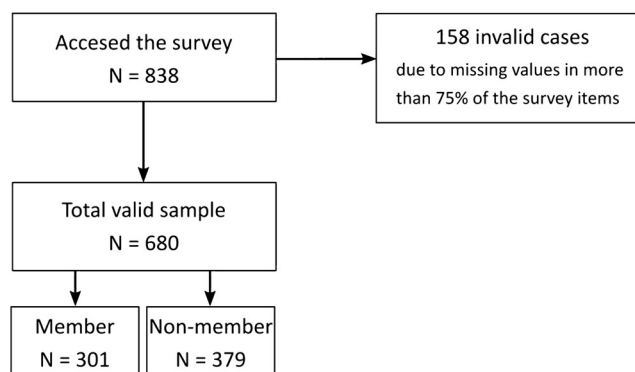 Accesed the survey
N = 838
158 invalid cases
due to missing values in more
than 75% of the survey items
Total valid sample
N = 680
Member
N = 301
Non-member
N = 379